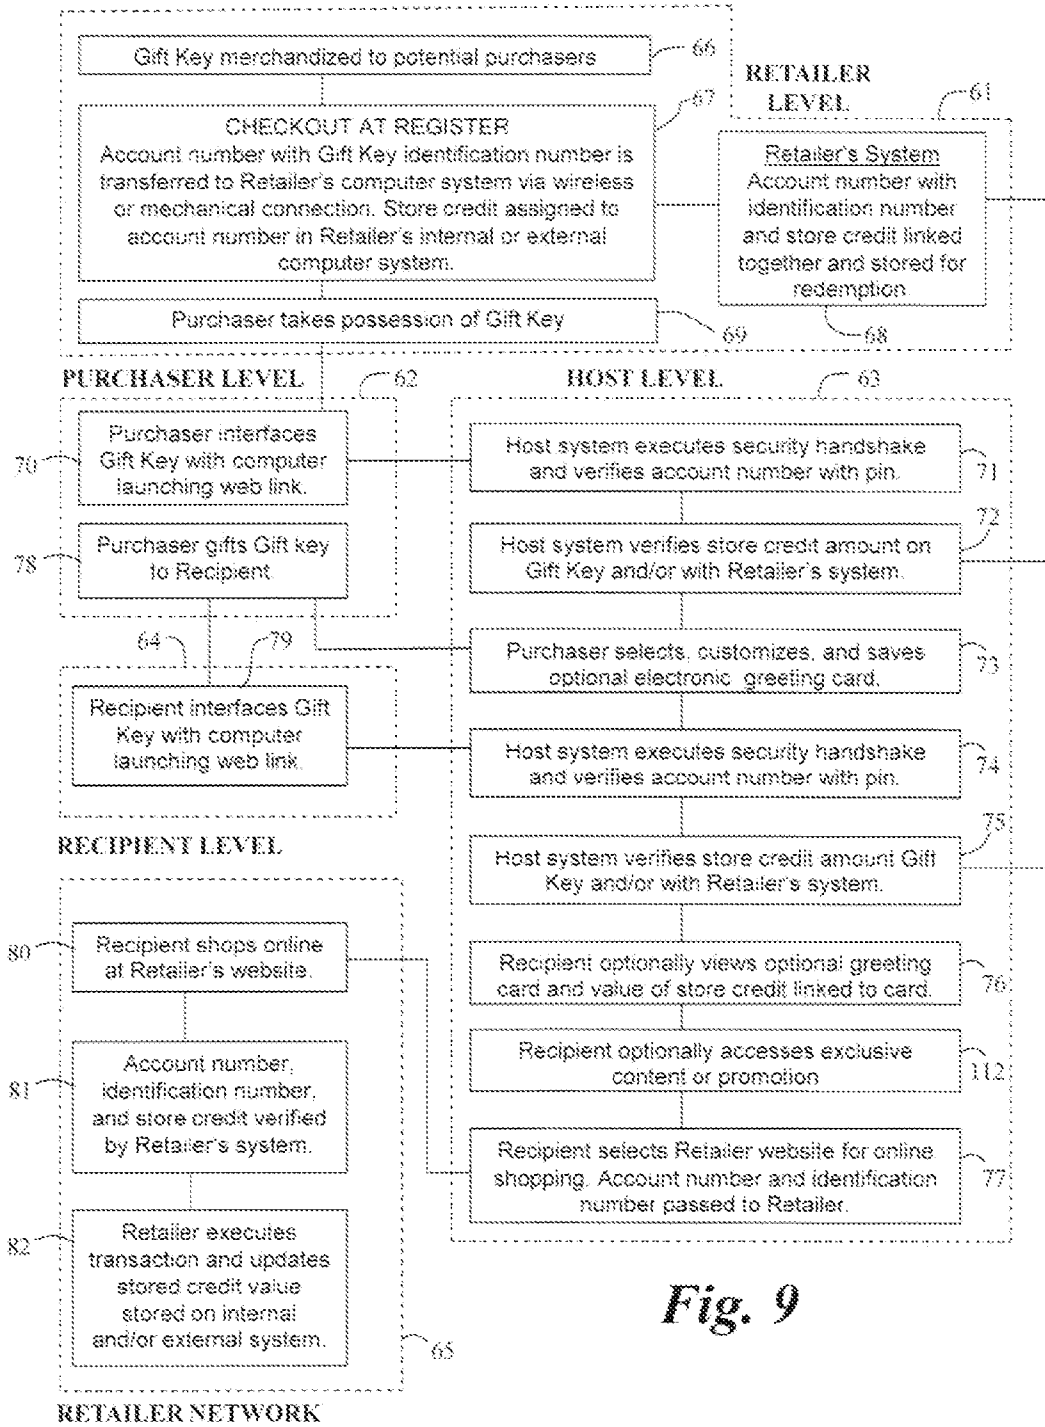 Gift Key merchandized to potential purchasers
66
RETAILER
LEVEL
67
61
CHECKOUT AT REGISTER
Account number with Gift Key identification number is
transferred to Retailer's computer system via wireless
or mechanical connection. Store credit assigned to
account number in Retailer's internal or external
computer system.
Retailer's System
Account number with
identification number
and store credit linked
together and stored for
redemption
68
Purchaser takes possession of Gift Key
69
PURCHASER LEVEL
62
HOST LEVEL
63
70
Purchaser interfaces
Gift Key with computer
launching web link.
Host system executes security handshake
and verifies account number with pin.
71
78
Purchaser gifts Gift key
to Recipient.
72
Host system verifies store credit amount on
Gift Key and/or with Retailer's system.
64
79
Purchaser selects, customizes, and saves
optional electronic greeting card.
73
Recipient interfaces Gift
Key with computer
launching web link.
Host system executes security handshake
and verifies account number with pin.
74
RECIPIENT LEVEL
75
Host system verifies store credit amount Gift
Key and/or with Retailer's system.
80
Recipient shops online
at Retailer's website.
Recipient optionally views optional greeting
card and value of store credit linked to card.
76
Recipient optionally accesses exclusive
content or promotion
112
81
Account number,
identification number,
and store credit verified
by Retailer's system.
Recipient selects Retailer website for online
shopping. Account number and identification
number passed to Retailer.
77
82
Retailer executes
transaction and updates
stored credit value
stored on internal
and/or external system.
65
Fig. 9
RETAILER NETWORK